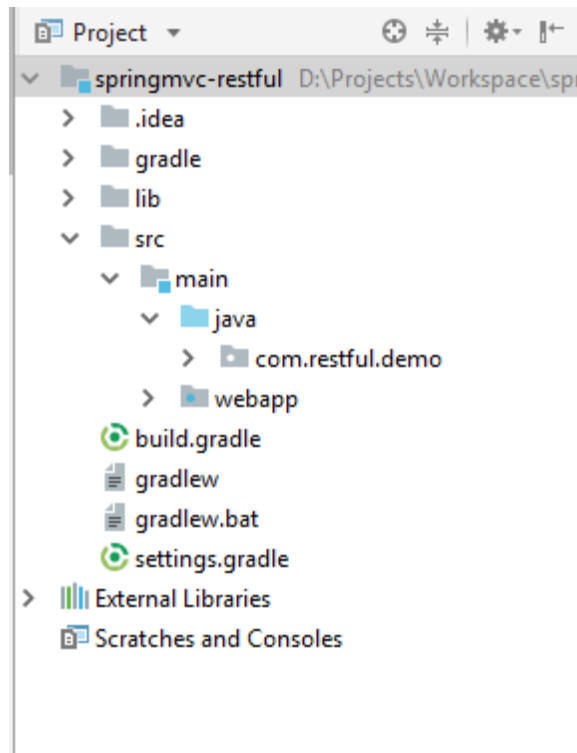 Project
springmvc-restful D:\Projects\Workspace\spr
.idea
gradle
lib
src
main
java
com.restful.demo
webapp
build.gradle
gradlew
gradlew.bat
settings.gradle
External Libraries
Scratches and Consoles